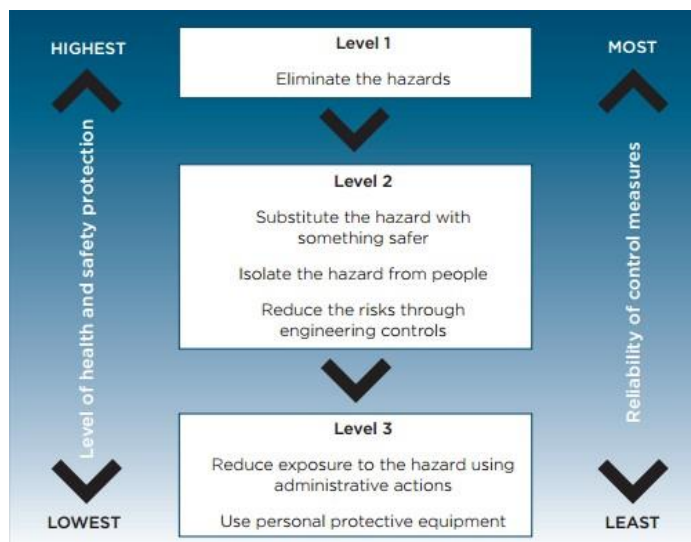 HIGHEST
Level 1
MOST
Eliminate the hazards
Level of health and safety protection
Level 2
Substitute the hazard with
something safer
Isolate the hazard from people
Reduce the risks through
engineering controls
Reliability of control measures
Level 3
Reduce exposure to the hazard using
administrative actions
Use personal protective equipment
LOWEST
LEAST